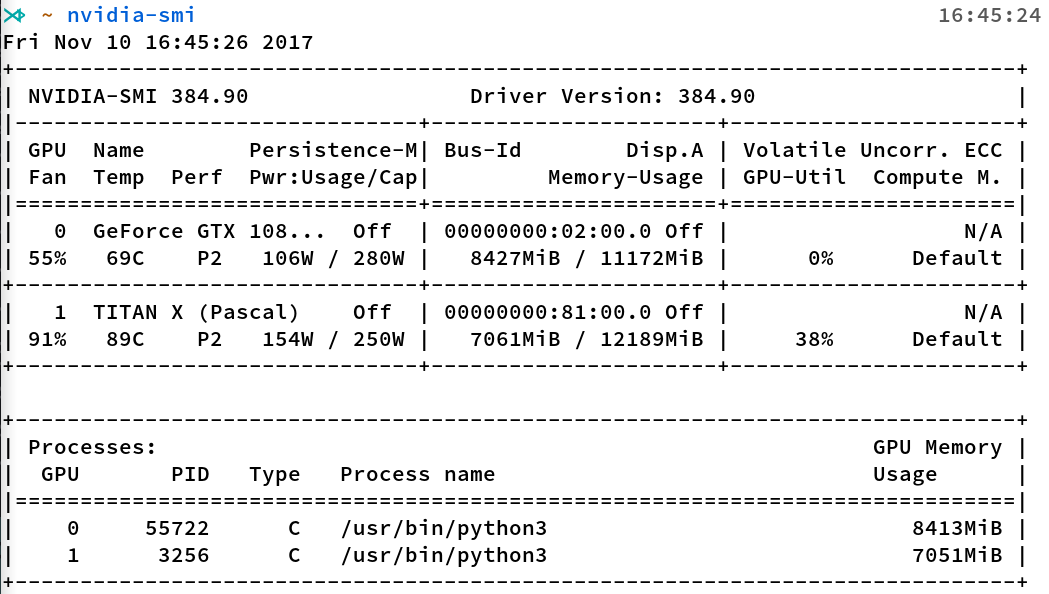 ⋊> ~ nvidia-smi 16:45:24
Fri Nov 10 16:45:26 2017
+-----------------------------------------------------------------------------+
| NVIDIA-SMI 384.90                 Driver Version: 384.90                    |
|-------------------------------+----------------------+----------------------+
| GPU  Name        Persistence-M| Bus-Id        Disp.A | Volatile Uncorr. ECC |
| Fan  Temp  Perf  Pwr:Usage/Cap|         Memory-Usage | GPU-Util  Compute M. |
|===============================+======================+======================|
|   0  GeForce GTX 108...  Off  | 00000000:02:00.0 Off |                  N/A |
| 55%   69C    P2   106W / 280W |   8427MiB / 11172MiB |      0%      Default |
+-------------------------------+----------------------+----------------------+
|   1  TITAN X (Pascal)    Off  | 00000000:81:00.0 Off |                  N/A |
| 91%   89C    P2   154W / 250W |   7061MiB / 12189MiB |     38%      Default |
+-------------------------------+----------------------+----------------------+

+-----------------------------------------------------------------------------+
| Processes:                                                       GPU Memory |
|  GPU       PID   Type   Process name                             Usage      |
|=============================================================================|
|    0     55722      C   /usr/bin/python3                            8413MiB |
|    1      3256      C   /usr/bin/python3                            7051MiB |
+-----------------------------------------------------------------------------+